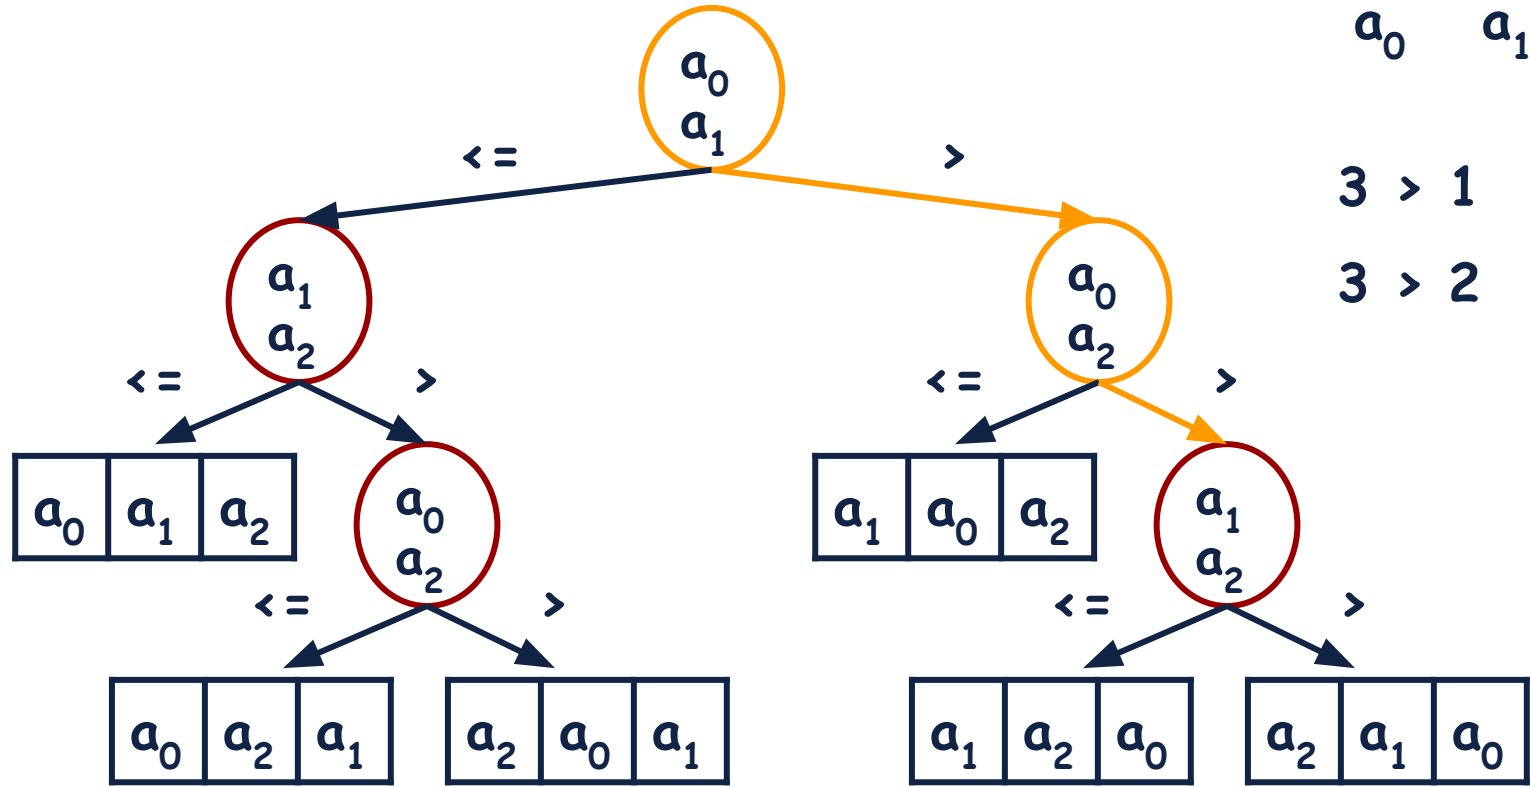 a₀ a₁
a₀
a₁
<= >
3 > 1
a₁
a₂
a₀
a₂
3 > 2
<= > <= >
a₀ a₁ a₂
a₀
a₂
a₁ a₀ a₂
a₁
a₂
<= > <= >
a₀ a₂ a₁
a₂ a₀ a₁
a₁ a₂ a₀
a₂ a₁ a₀